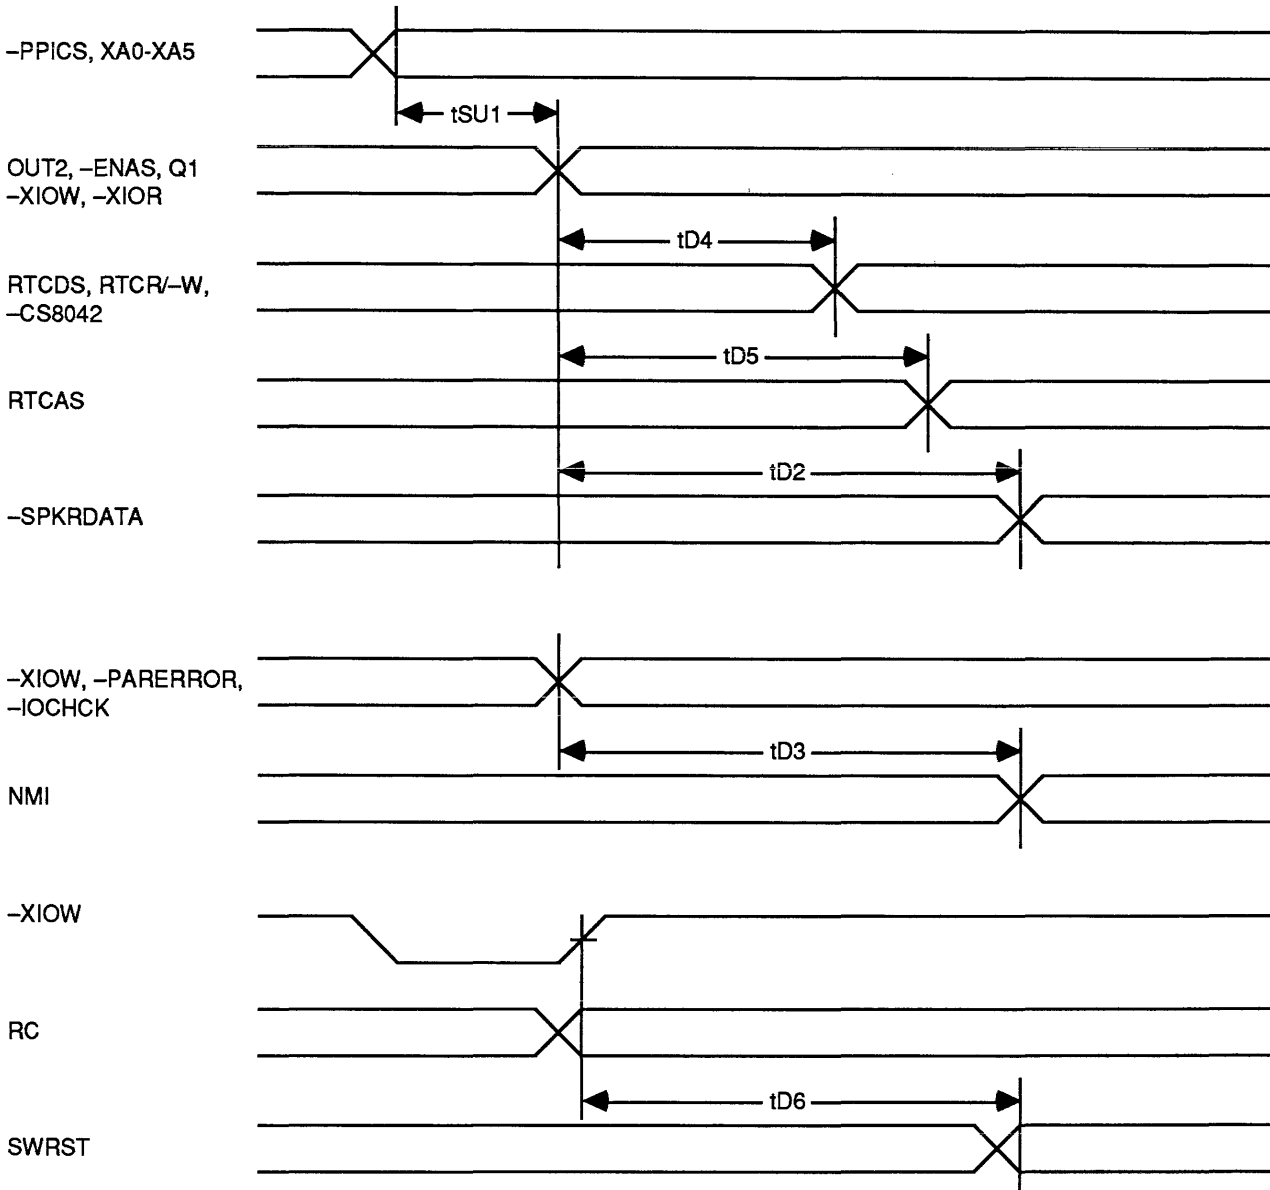 –PPICS, XA0-XA5
tSU1
OUT2, –ENAS, Q1
–XIOW, –XIOR
tD4
RTCDS, RTCR/–W,
–CS8042
tD5
RTCAS
tD2
–SPKRDATA
–XIOW, –PARERROR,
–IOCHCK
tD3
NMI
–XIOW
RC
tD6
SWRST